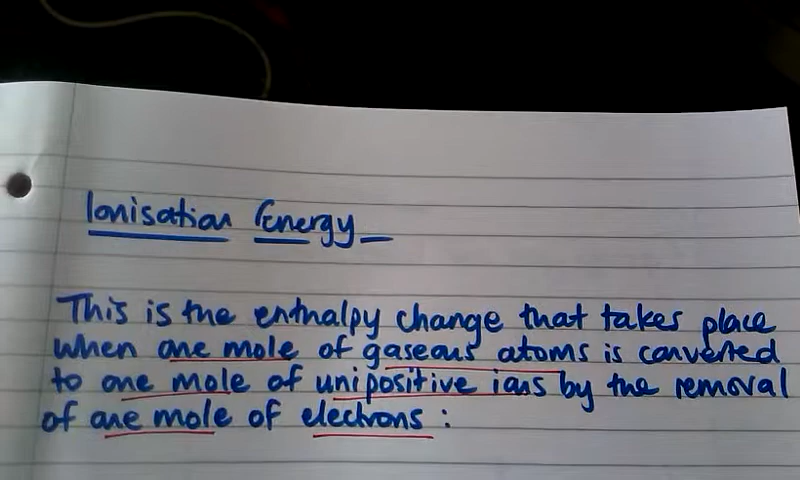 Ionisation Energy
This is the enthalpy change that takes place
when one mole of gaseous atoms is converted
to one mole of unipositive ions by the removal
of one mole of electrons :